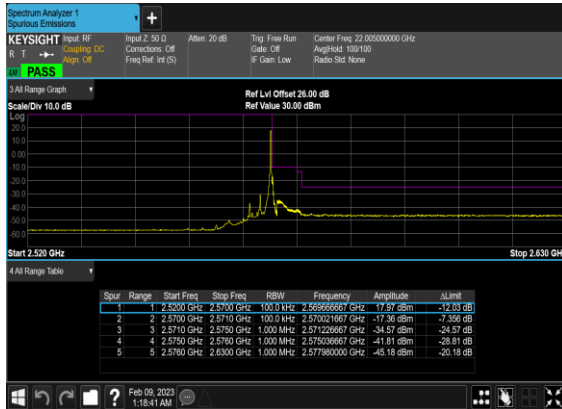 Spectrum Analyzer 1
Spurious Emissions
+
KEYSIGHT Input: RF Input Z: 50 Ω Atten: 20 dB Trig: Free Run Center Freq: 22.005000000 GHz
R T Coupling: DC Corrections: Off Gate: Off Avg|Hold: 100/100
Align: Off Freq Ref: Int (S) IF Gain: Low Radio Std: None
PASS
3 All Range Graph
Ref Lvl Offset 26.00 dB
Scale/Div 10.0 dB Ref Value 30.00 dBm
Log
20.0
10.0
0.00
-10.0
-20.0
-30.0
-40.0
-50.0
-60.0
Start 2.520 GHz Stop 2.630 GH
4 All Range Table
Spur Range Start Freq Stop Freq RBW Frequency Amplitude ΔLimit
1 1 2.5200 GHz 2.5700 GHz 100.0 kHz 2.569666667 GHz 17.97 dBm -12.03 dB
2 2 2.5700 GHz 2.5710 GHz 100.0 kHz 2.570021667 GHz -17.36 dBm -7.356 dB
3 3 2.5710 GHz 2.5750 GHz 1.000 MHz 2.571226667 GHz -34.57 dBm -24.57 dB
4 4 2.5750 GHz 2.5760 GHz 1.000 MHz 2.575036667 GHz -41.81 dBm -28.81 dB
5 5 2.5760 GHz 2.6300 GHz 1.000 MHz 2.577980000 GHz -45.18 dBm -20.18 dB
? Feb 09, 2023
1:18:41 AM